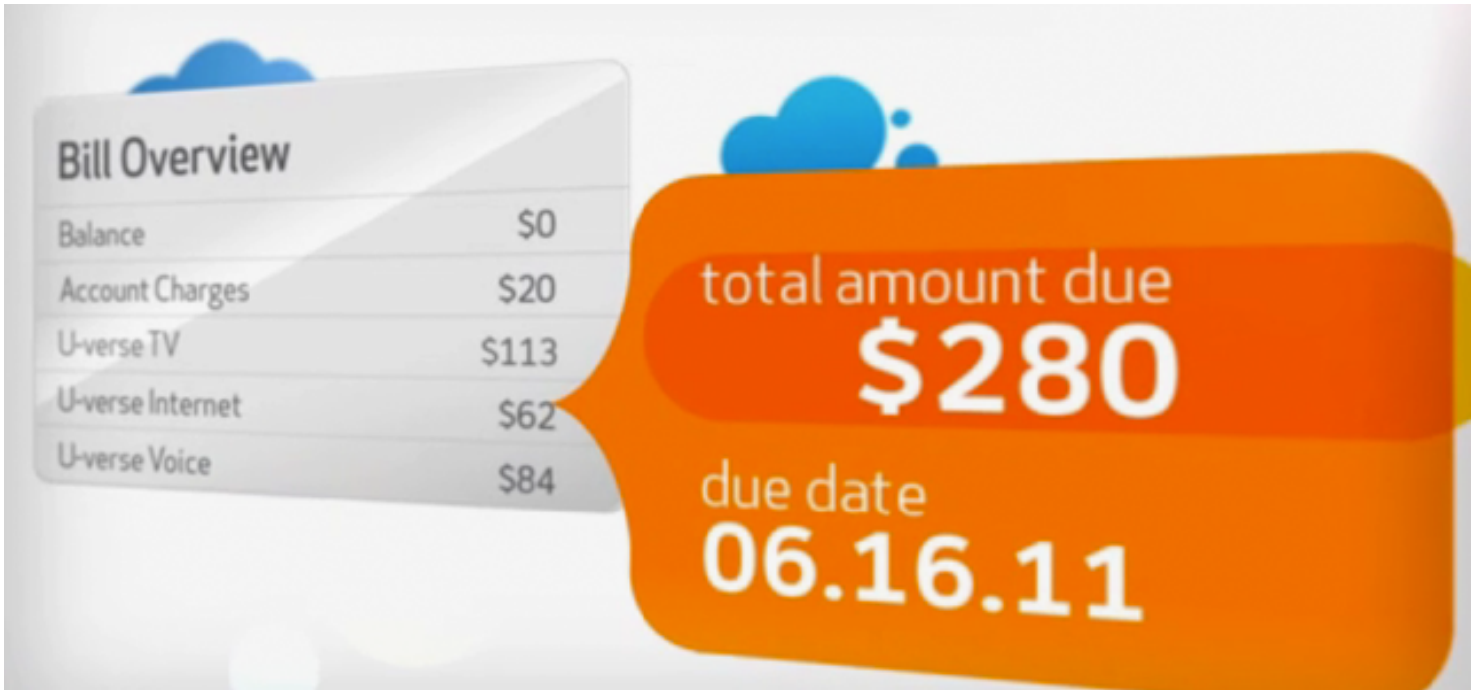 Bill Overview
Balance $0
Account Charges $20
U-verse TV $113
U-verse Internet $62
U-verse Voice $84
total amount due
$280
due date
06.16.11